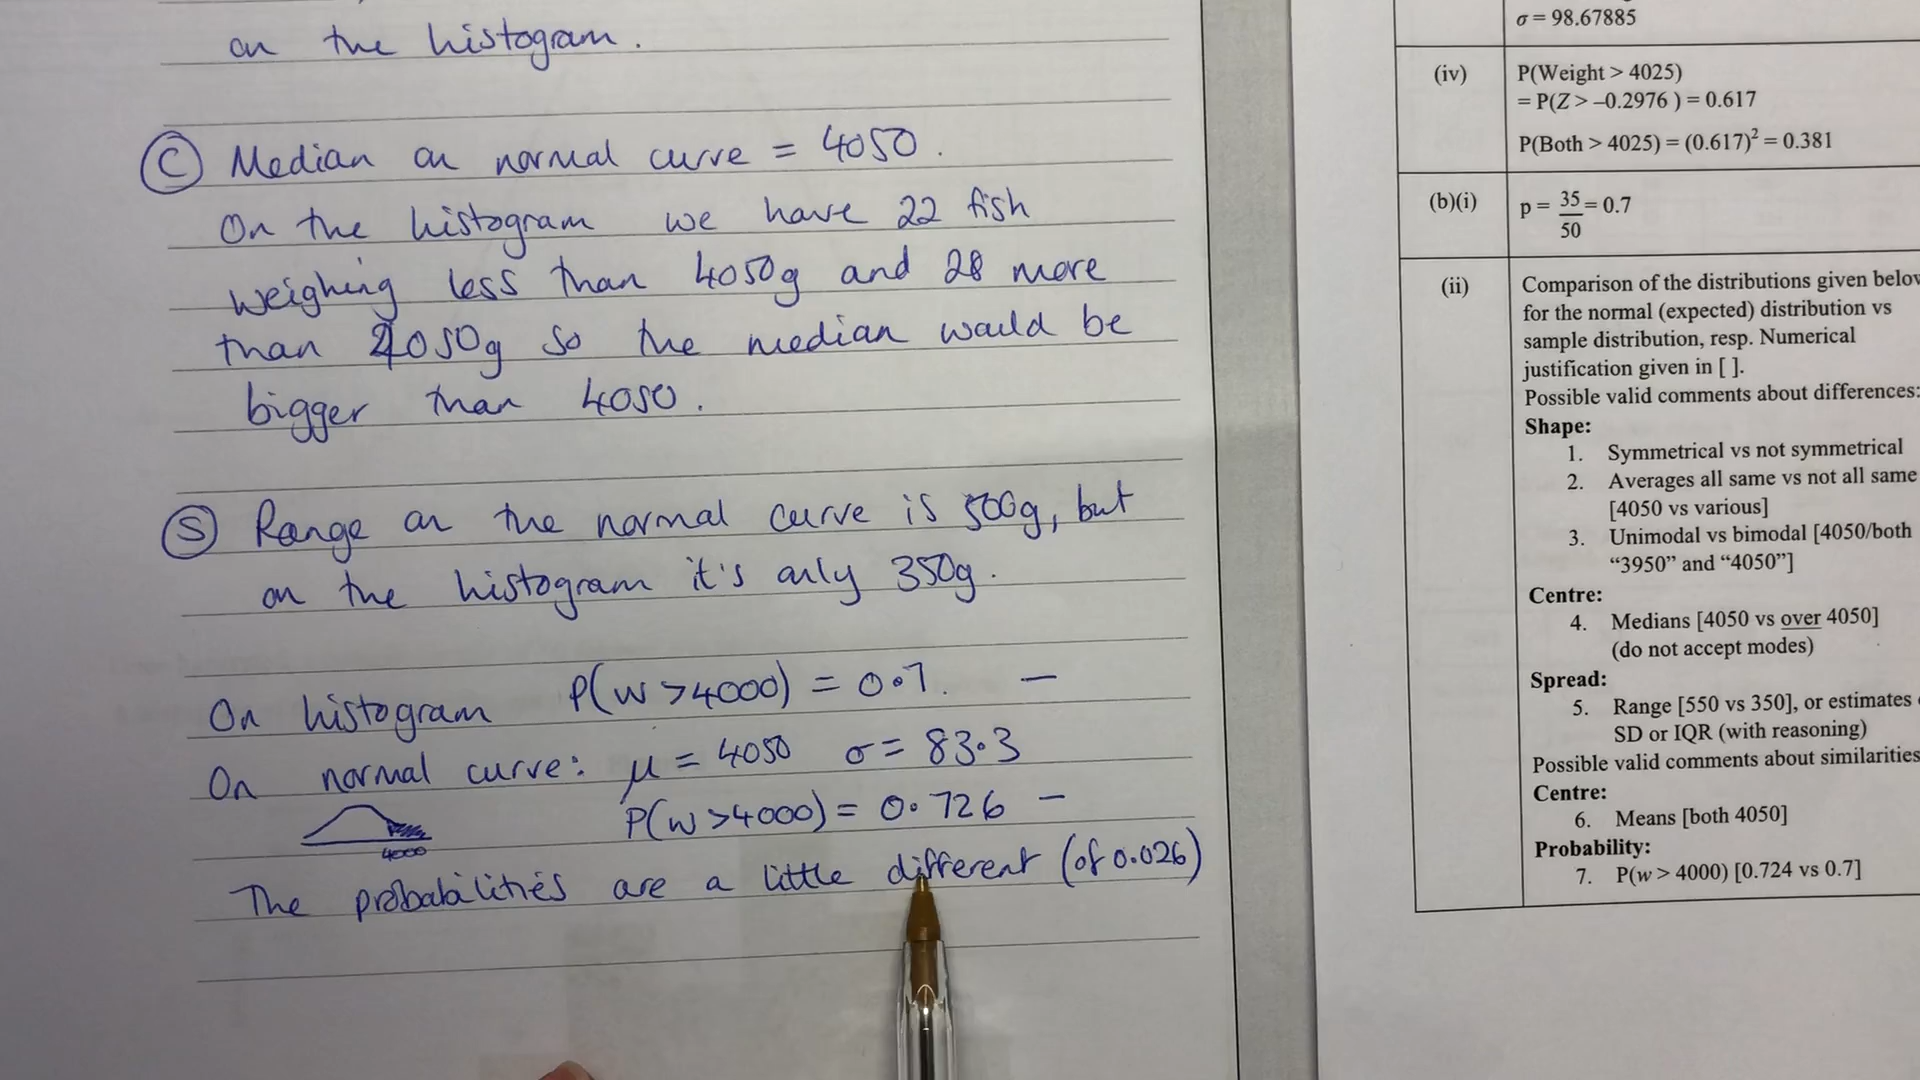 on the histogram.
C Median on normal curve = 4050.
On the histogram we have 22 fish
weighing less than 4050g and 28 more
than 4050g so the median would be
bigger than 4050.
S Range on the normal curve is 500g, but
on the histogram it's only 350g.
On histogram P(W >4000) = 0.7. –
On normal curve: μ = 4050 σ = 83.3
P(W >4000) = 0.726 –
4000
The probabilities are a little different (of 0.026)
σ = 98.67885
(iv) P(Weight > 4025)
= P(Z > –0.2976 ) = 0.617
P(Both > 4025) = (0.617)² = 0.381
(b)(i) p = 35/50 = 0.7
(ii) Comparison of the distributions given below
for the normal (expected) distribution vs
sample distribution, resp. Numerical
justification given in [ ].
Possible valid comments about differences:
Shape:
1. Symmetrical vs not symmetrical
2. Averages all same vs not all same
[4050 vs various]
3. Unimodal vs bimodal [4050/both
“3950” and “4050”]
Centre:
4. Medians [4050 vs over 4050]
(do not accept modes)
Spread:
5. Range [550 vs 350], or estimates
SD or IQR (with reasoning)
Possible valid comments about similarities
Centre:
6. Means [both 4050]
Probability:
7. P(w > 4000) [0.724 vs 0.7]